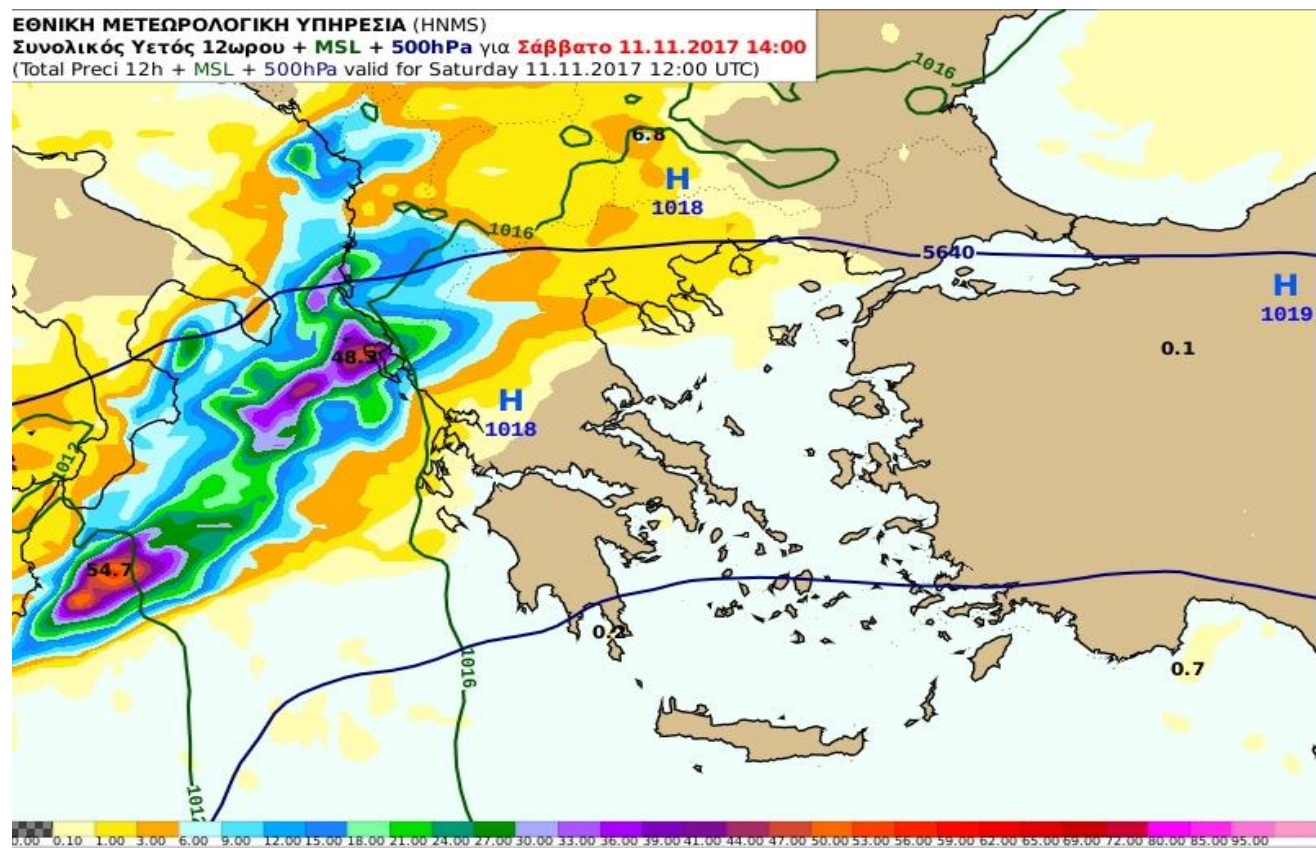 ΕΘΝΙΚΗ ΜΕΤΕΩΡΟΛΟΓΙΚΗ ΥΠΗΡΕΣΙΑ (HNMS)
Συνολικός Υετός 12ωρου + MSL + 500hPa για Σάββατο 11.11.2017 14:00
(Total Preci 12h + MSL + 500hPa valid for Saturday 11.11.2017 12:00 UTC)
1016
6.8
H
1018
1016
5640
H
1019
0.1
48.3
H
1018
1012
54.7
0.2
1016
0.7
1012
0.00 0.10 1.00 3.00 6.00 9.00 12.00 15.00 18.00 21.00 24.00 27.00 30.00 33.00 36.00 39.00 41.00 44.00 47.00 50.00 53.00 56.00 59.00 62.00 65.00 69.00 72.00 80.00 85.00 95.00